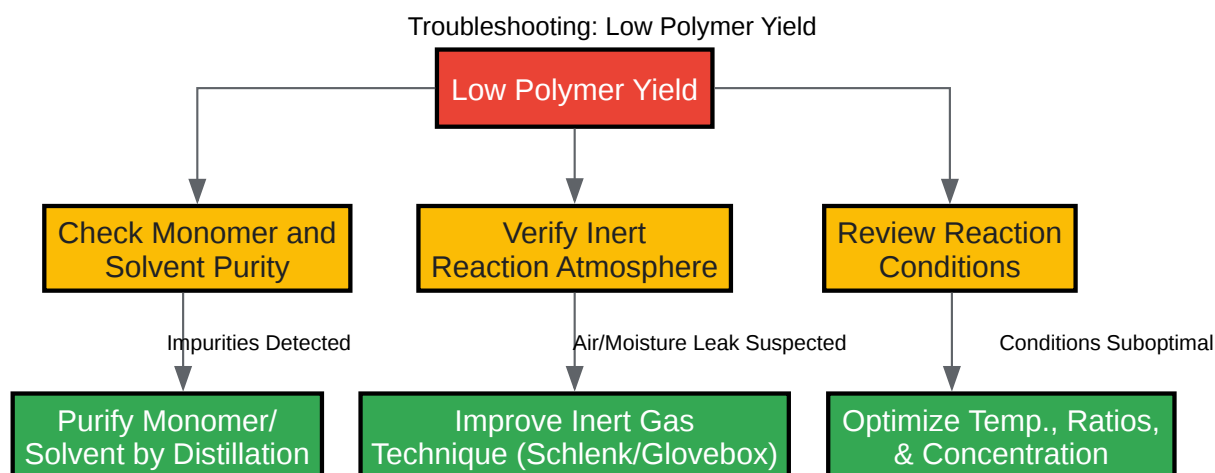 Troubleshooting: Low Polymer Yield
Low Polymer Yield
Check Monomer and
Solvent Purity
Verify Inert
Reaction Atmosphere
Review Reaction
Conditions
Impurities Detected
Air/Moisture Leak Suspected
Conditions Suboptimal
Purify Monomer/
Solvent by Distillation
Improve Inert Gas
Technique (Schlenk/Glovebox)
Optimize Temp., Ratios,
& Concentration